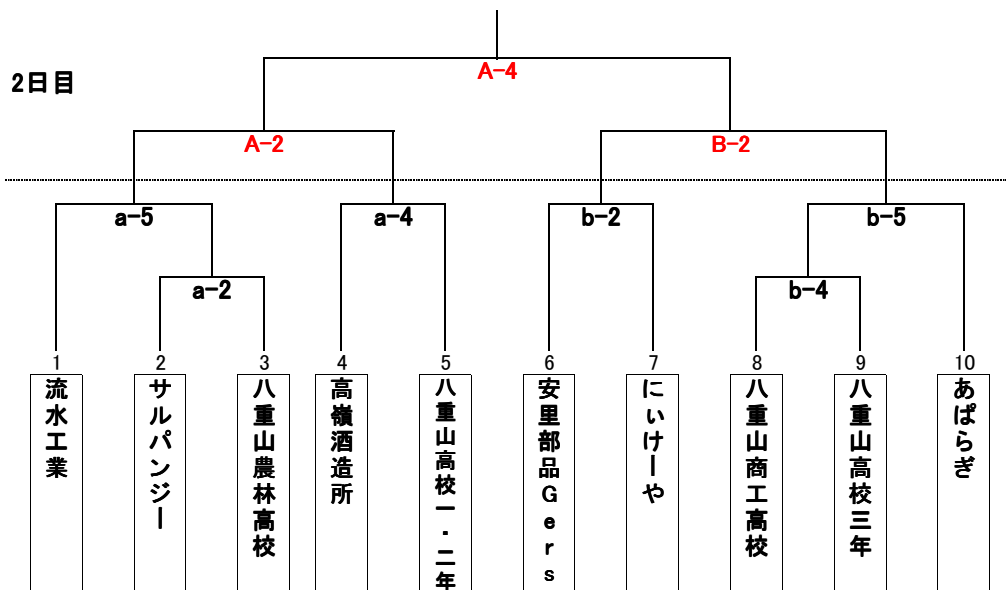 A-4
2日目
A-2
B-2
a-5
a-4
b-2
b-5
a-2
b-4
1
2
3
4
5
6
7
8
9
10
流水工業
サルパンジー
八重山農林高校
高嶺酒造所
八重山高校一・二年
安里部品Gers
にぃけーや
八重山商工高校
八重山高校三年
あぱらぎ